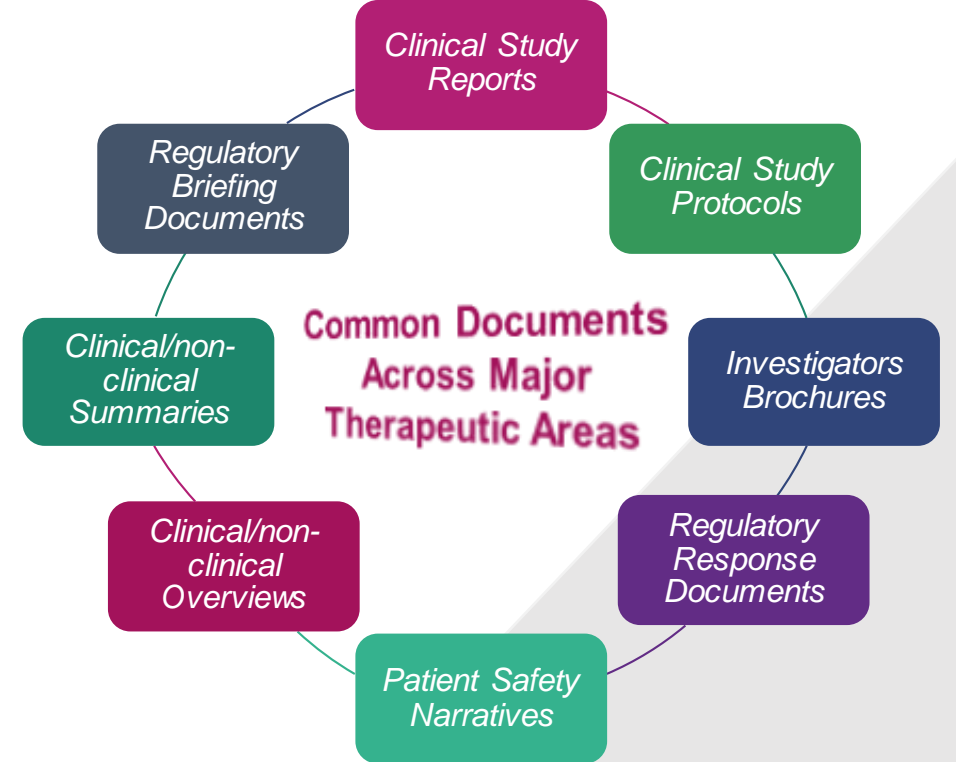 Clinical Study
Reports
Clinical Study
Protocols
Investigators
Brochures
Regulatory
Response
Documents
Patient Safety
Narratives
Clinical/non-
clinical
Overviews
Clinical/non-
clinical
Summaries
Regulatory
Briefing
Documents
Common Documents
Across Major
Therapeutic Areas